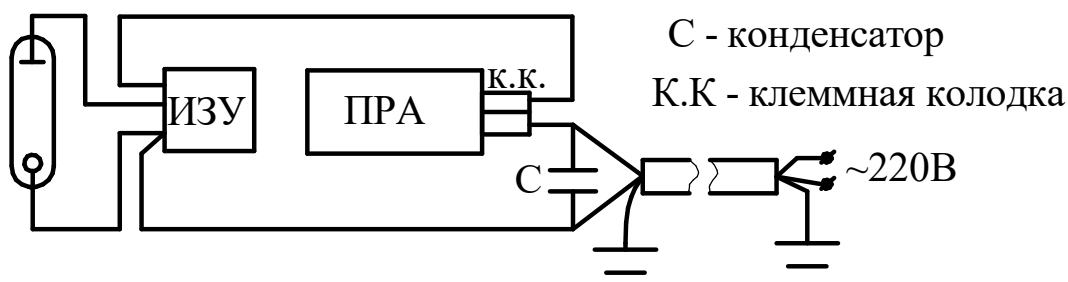 С - конденсатор
к.к.
К.К - клеммная колодка
ИЗУ
ПРА
С
~220В